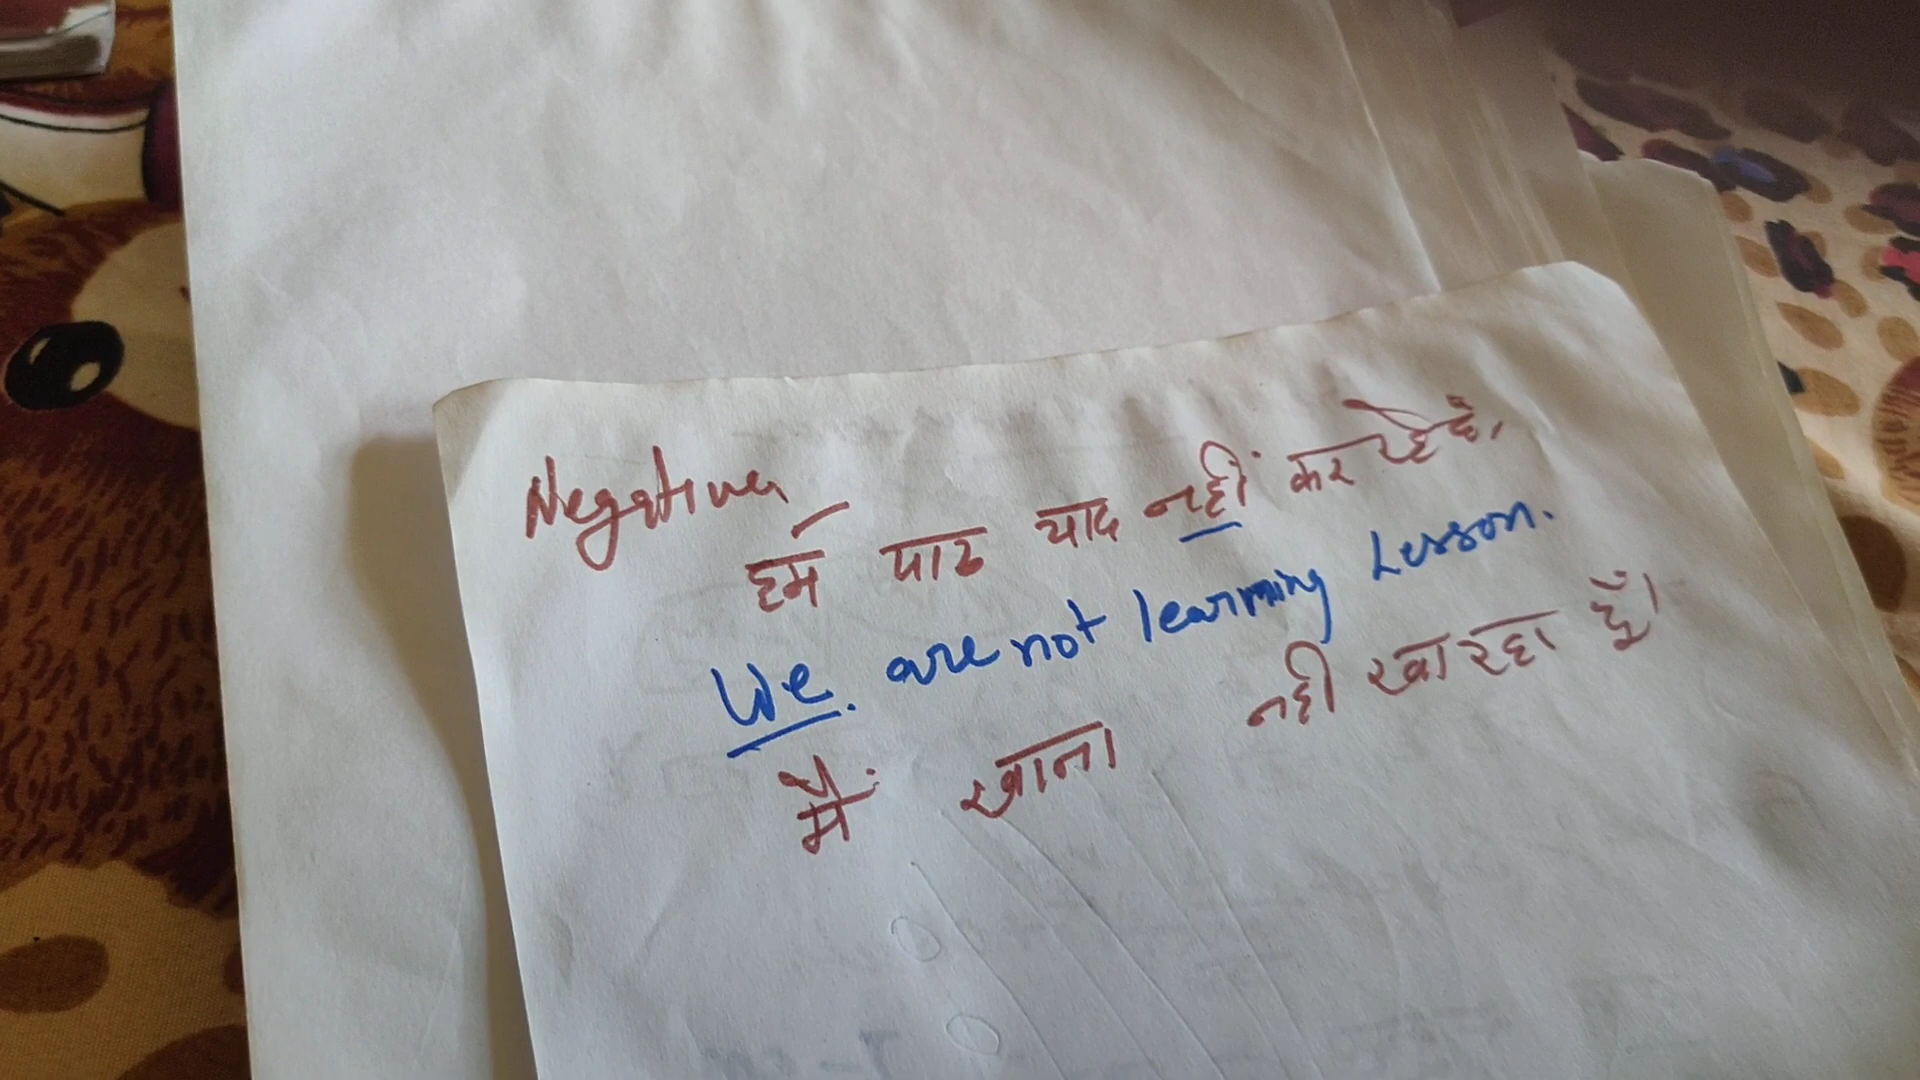 Negative
हम पाठ याद नहीं कर रहे हैं,
We. are not learning Lesson.
मैं खाना नही खा रहा हूँ।